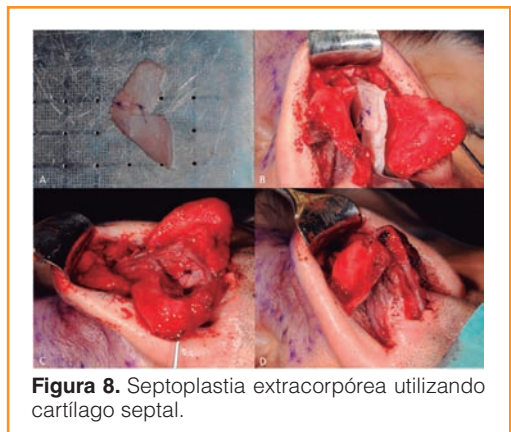 A
B
C
D
Figura 8. Septoplastia extracorpórea utilizando
cartílago septal.